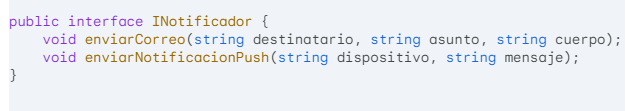 public interface INotificador {
    void enviarCorreo(string destinatario, string asunto, string cuerpo);
    void enviarNotificacionPush(string dispositivo, string mensaje);
}